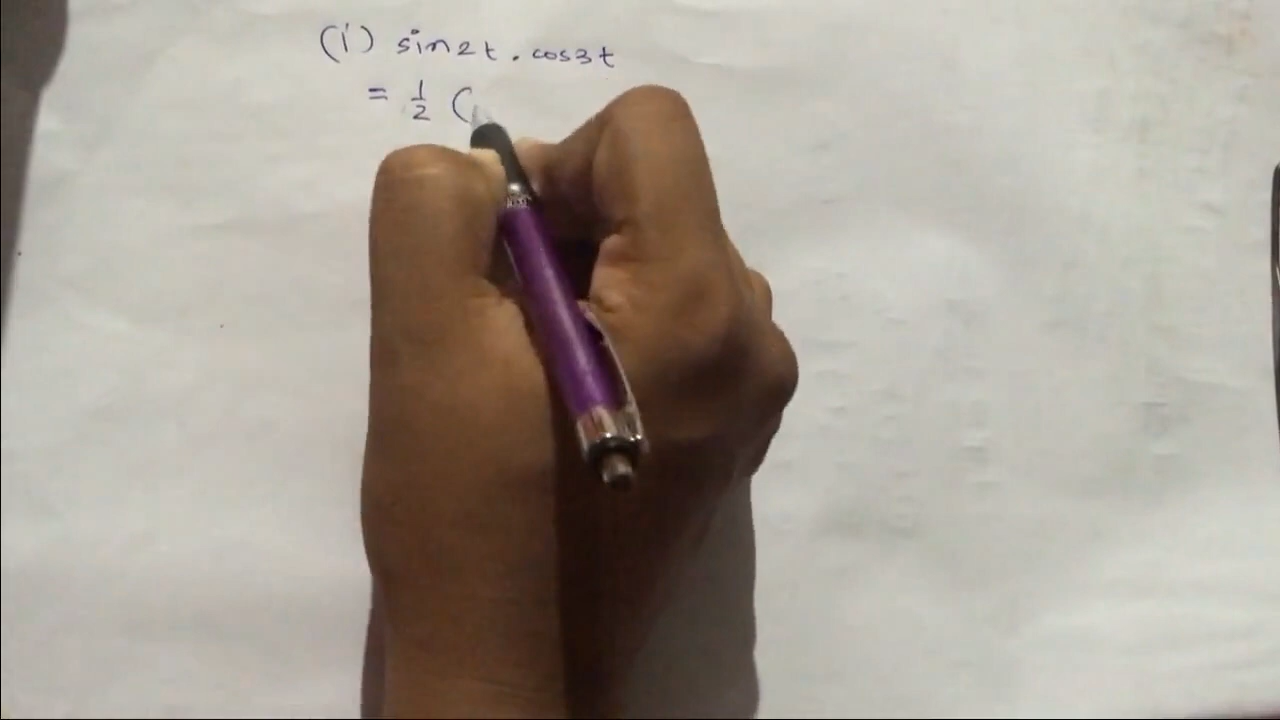 (i) sin2t . cos3t
= 1/2 (